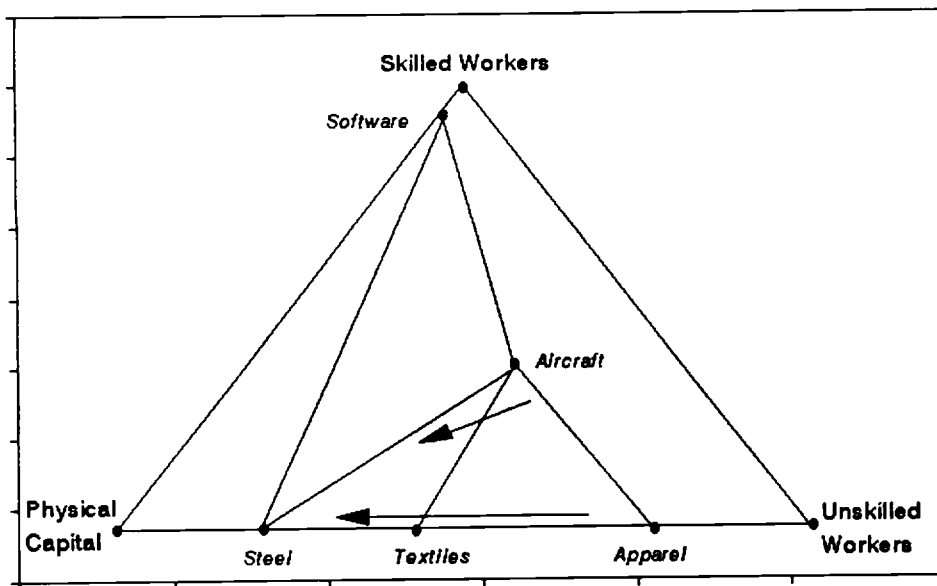 Skilled Workers
Software
Aircraft
Physical
Capital
Unskilled
Workers
Steel
Textiles
Apparel